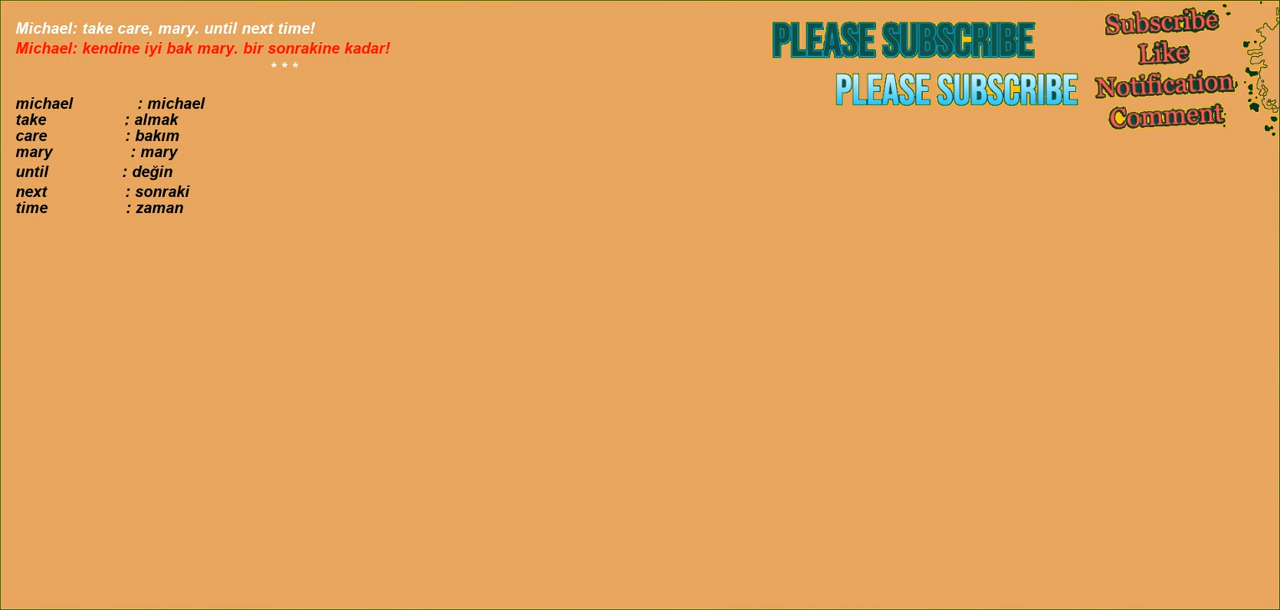 Michael: take care, mary. until next time!
Michael: kendine iyi bak mary. bir sonrakine kadar!
* * *
michael : michael
take : almak
care : bakım
mary : mary
until : değin
next : sonraki
time : zaman
PLEASE SUBSCRIBE
PLEASE SUBSCRIBE
Subscribe
Like
Notification
Comment